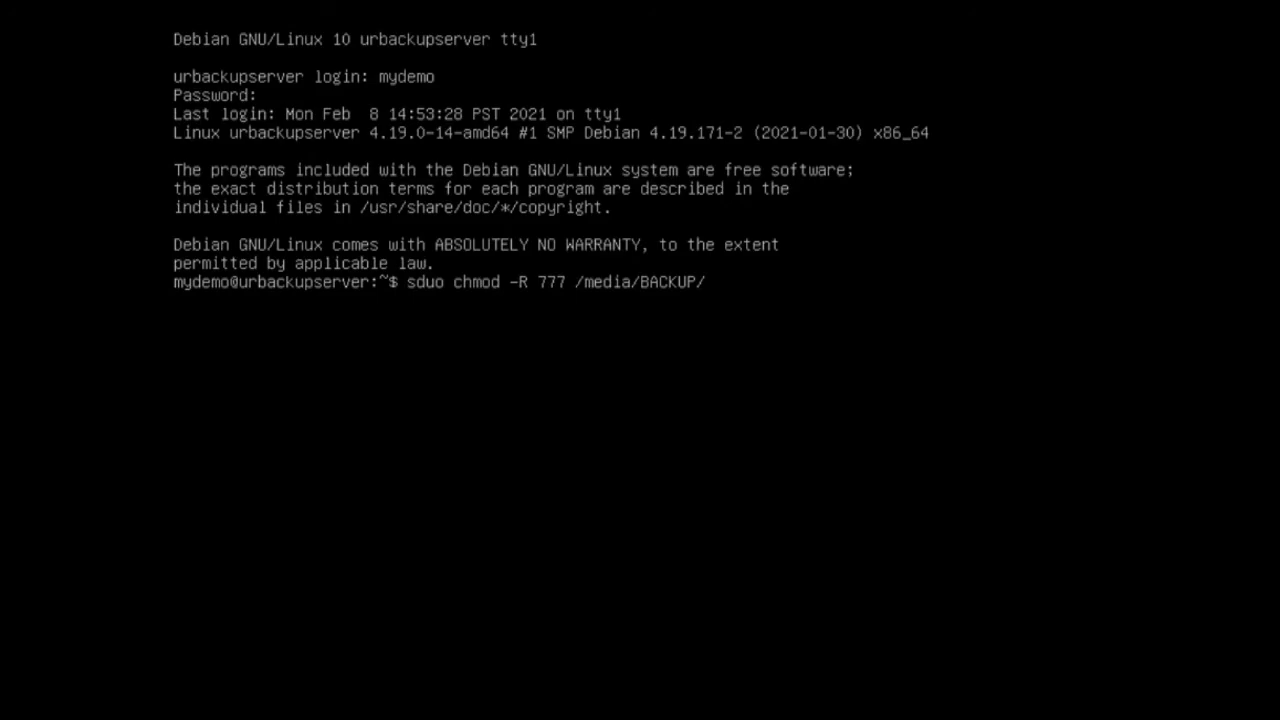 Debian GNU/Linux 10 urbackupserver tty1
urbackupserver login: mydemo
Password:
Last login: Mon Feb  8 14:53:28 PST 2021 on tty1
Linux urbackupserver 4.19.0-14-amd64 #1 SMP Debian 4.19.171-2 (2021-01-30) x86_64
The programs included with the Debian GNU/Linux system are free software;
the exact distribution terms for each program are described in the
individual files in /usr/share/doc/*/copyright.
Debian GNU/Linux comes with ABSOLUTELY NO WARRANTY, to the extent
permitted by applicable law.
mydemo@urbackupserver:~$ sduo chmod -R 777 /media/BACKUP/